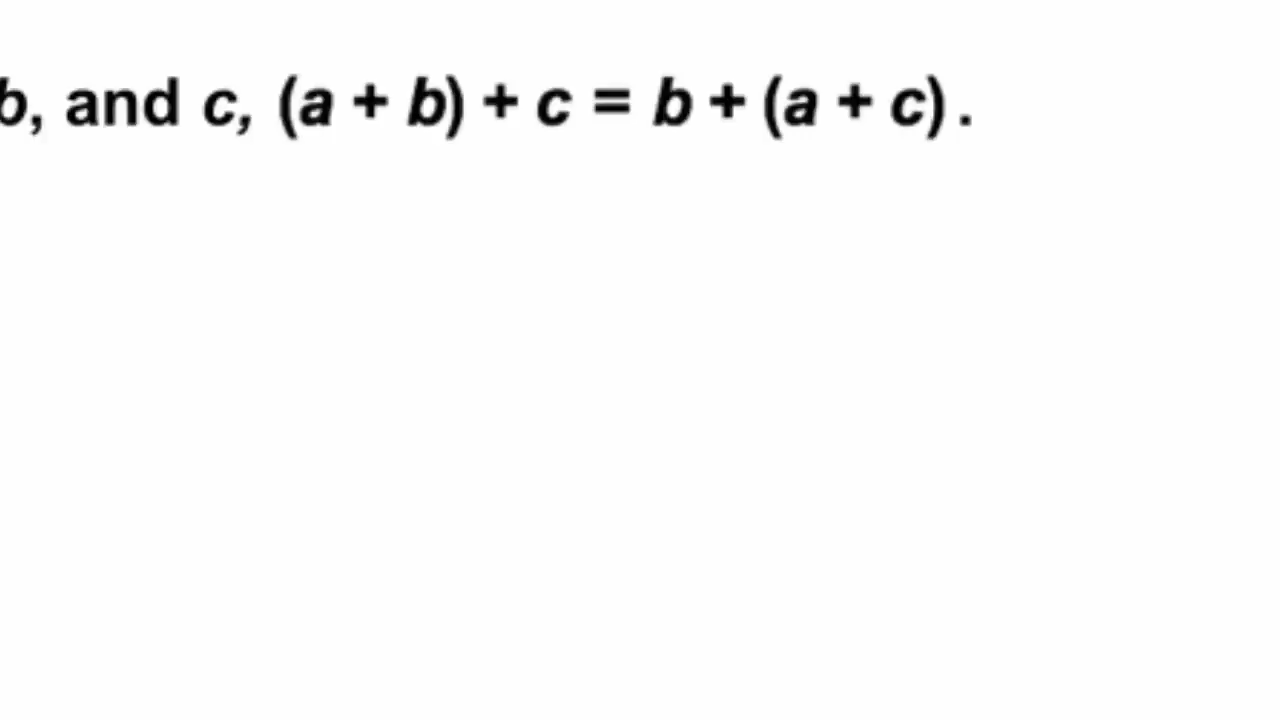 b, and c, (a + b) + c = b + (a + c).